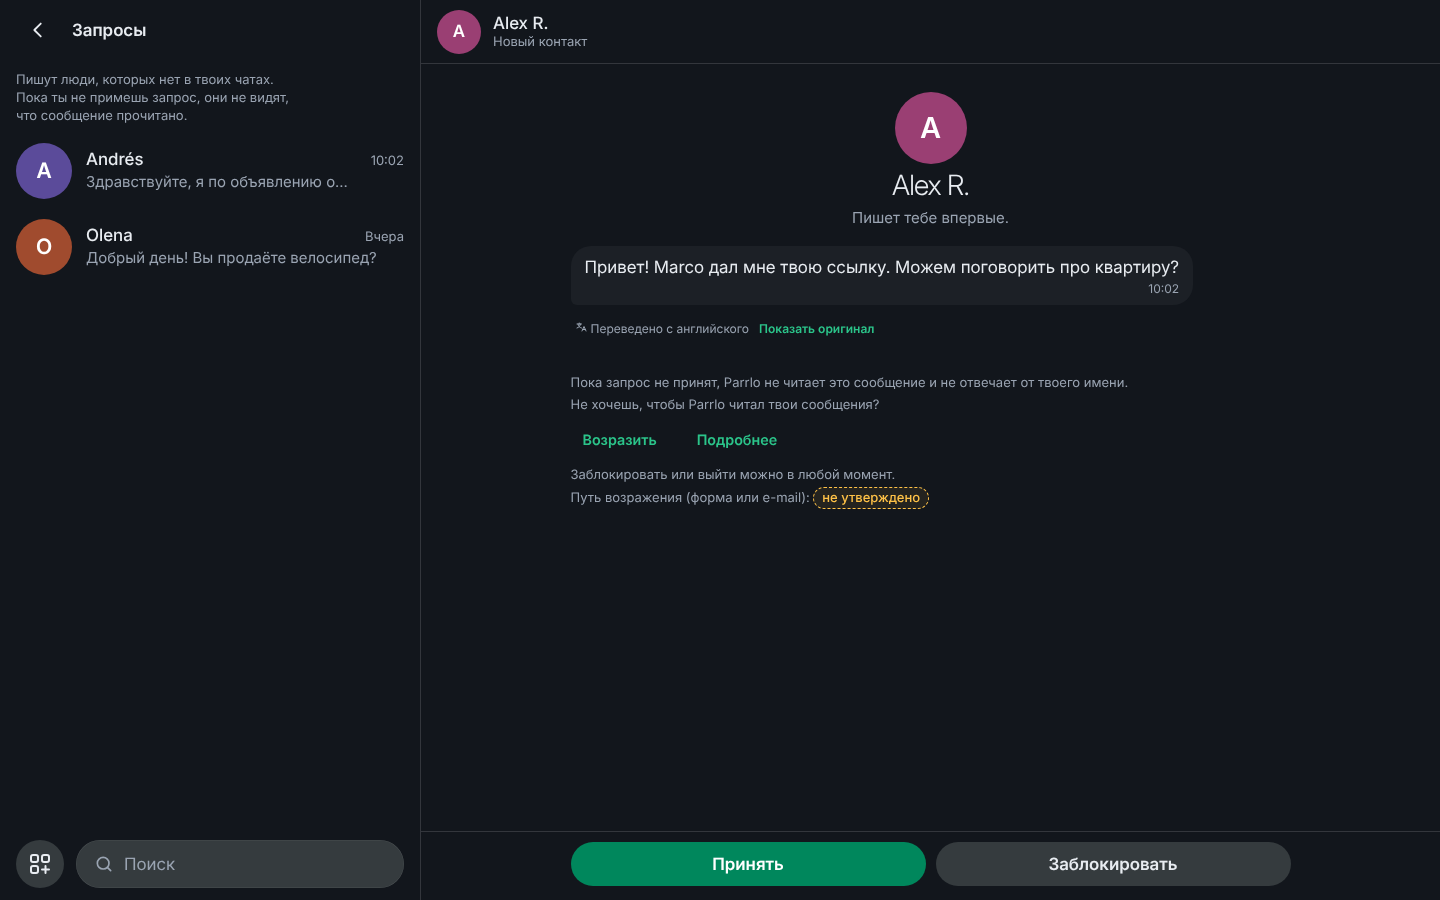 Запросы
Пишут люди, которых нет в твоих чатах.
Пока ты не примешь запрос, они не видят,
что сообщение прочитано.
A
Andrés
10:02
Здравствуйте, я по объявлению о...
O
Olena
Вчера
Добрый день! Вы продаёте велосипед?
Поиск
A
Alex R.
Новый контакт
A
Alex R.
Пишет тебе впервые.
Привет! Marco дал мне твою ссылку. Можем поговорить про квартиру?
10:02
Переведено с английского Показать оригинал
Пока запрос не принят, Parrlo не читает это сообщение и не отвечает от твоего имени.
Не хочешь, чтобы Parrlo читал твои сообщения?
Возразить Подробнее
Заблокировать или выйти можно в любой момент.
Путь возражения (форма или e-mail): не утверждено
Принять Заблокировать